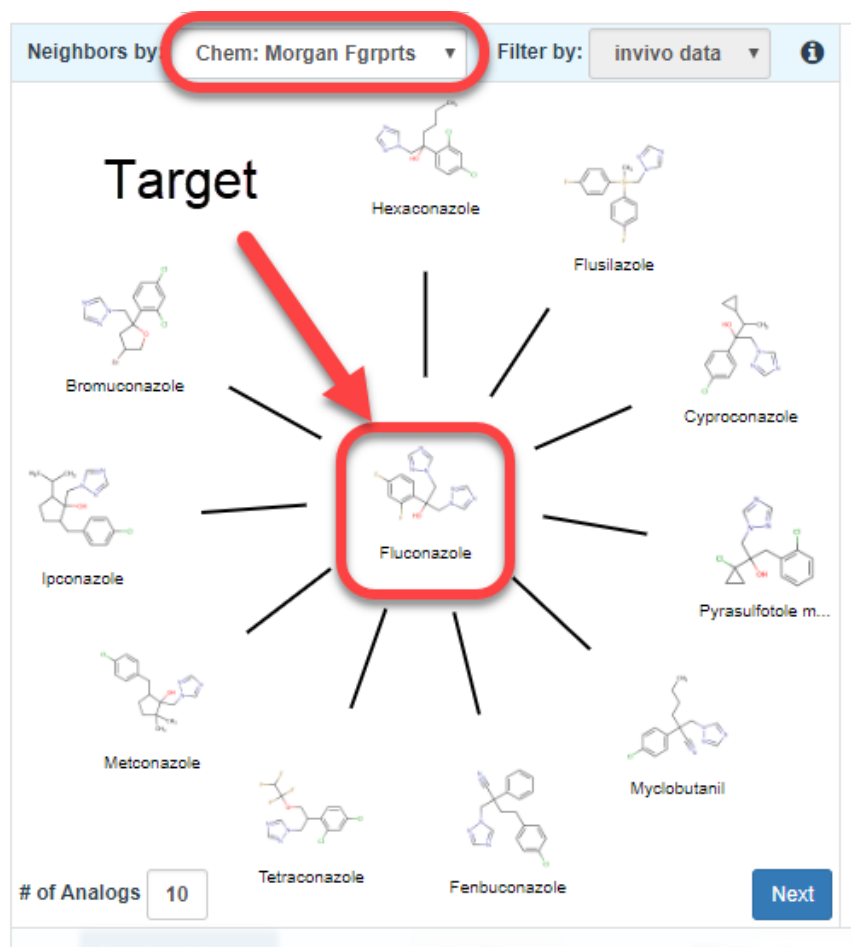 Neighbors by: Chem: Morgan Fgrprts ▼ Filter by: invivo data ▼
Target
Hexaconazole
Flusilazole
Bromuconazole
Cyproconazole
Fluconazole
Ipconazole
Pyrasulfotole m...
Metconazole
Myclobutanil
Tetraconazole
Fenbuconazole
# of Analogs 10
Next